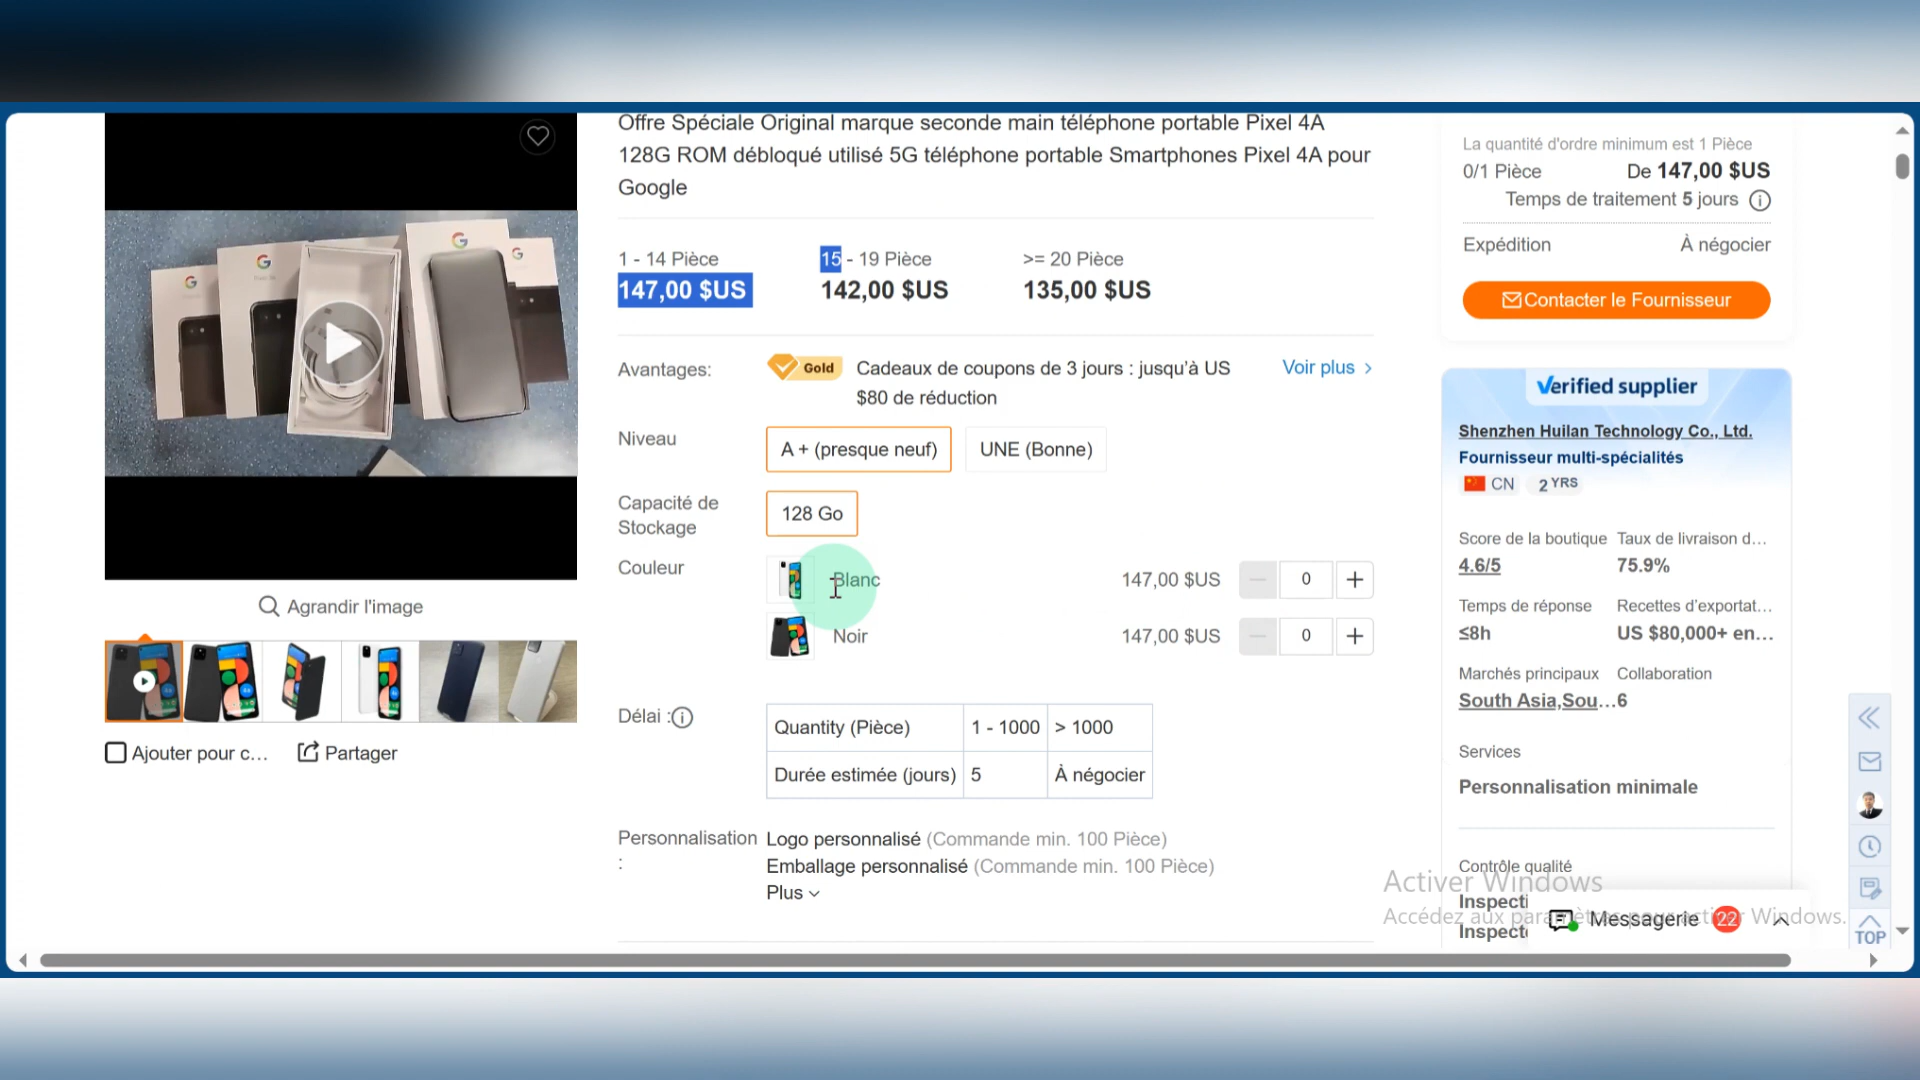 Offre Spéciale Original marque seconde main téléphone portable Pixel 4A
128G ROM débloqué utilisé 5G téléphone portable Smartphones Pixel 4A pour
Google
1 - 14 Pièce
147,00 $US
15 - 19 Pièce
142,00 $US
>= 20 Pièce
135,00 $US
Avantages:
Gold
Cadeaux de coupons de 3 jours : jusqu'à US
$80 de réduction
Voir plus >
Niveau
A + (presque neuf)
UNE (Bonne)
Capacité de
Stockage
128 Go
Couleur
Blanc
147,00 $US
0
Noir
147,00 $US
0
Délai :
Quantity (Pièce)
1 - 1000
> 1000
Durée estimée (jours)
5
À négocier
Personnalisation
:
Logo personnalisé (Commande min. 100 Pièce)
Emballage personnalisé (Commande min. 100 Pièce)
Plus
Agrandir l'image
Ajouter pour c...
Partager
La quantité d'ordre minimum est 1 Pièce
0/1 Pièce
De 147,00 $US
Temps de traitement 5 jours
Expédition
À négocier
Contacter le Fournisseur
Verified supplier
Shenzhen Huilan Technology Co., Ltd.
Fournisseur multi-spécialités
CN
2 YRS
Score de la boutique
Taux de livraison d...
4.6/5
75.9%
Temps de réponse
Recettes d'exportat...
≤8h
US $80,000+ en...
Marchés principaux
Collaboration
South Asia,Sou...
6
Services
Personnalisation minimale
Contrôle qualité
Inspecti
Inspect
Activer Windows
Accédez aux paramètres pour activer Windows.
Messagerie
22
TOP